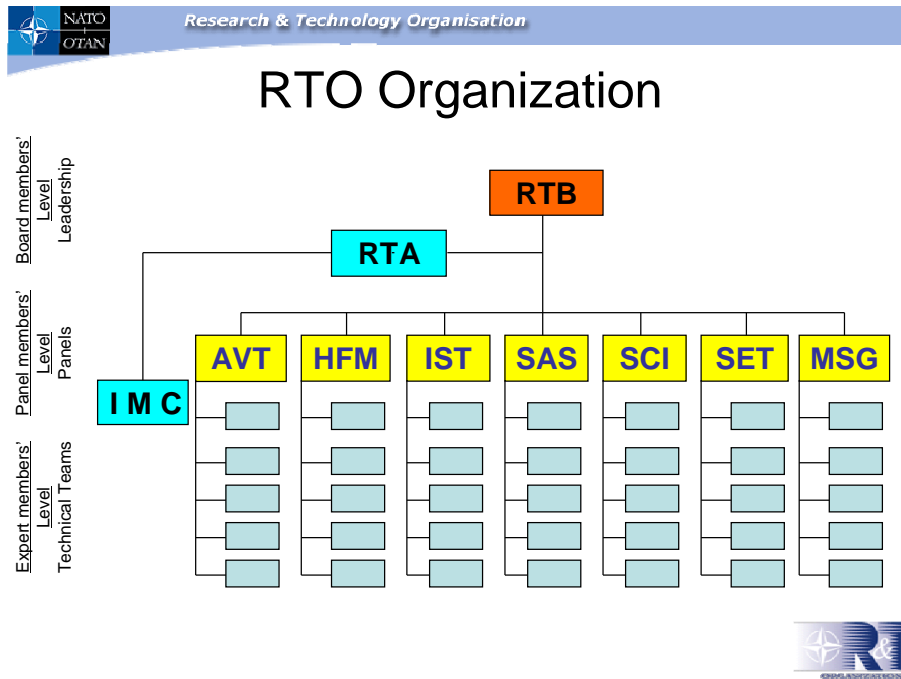 NATO
OTAN
Research & Technology Organisation
RTO Organization
Board members'
Level
Leadership
RTB
RTA
Panel members'
Level
Panels
AVT HFM IST SAS SCI SET MSG
I M C
Expert members'
Level
Technical Teams
R&